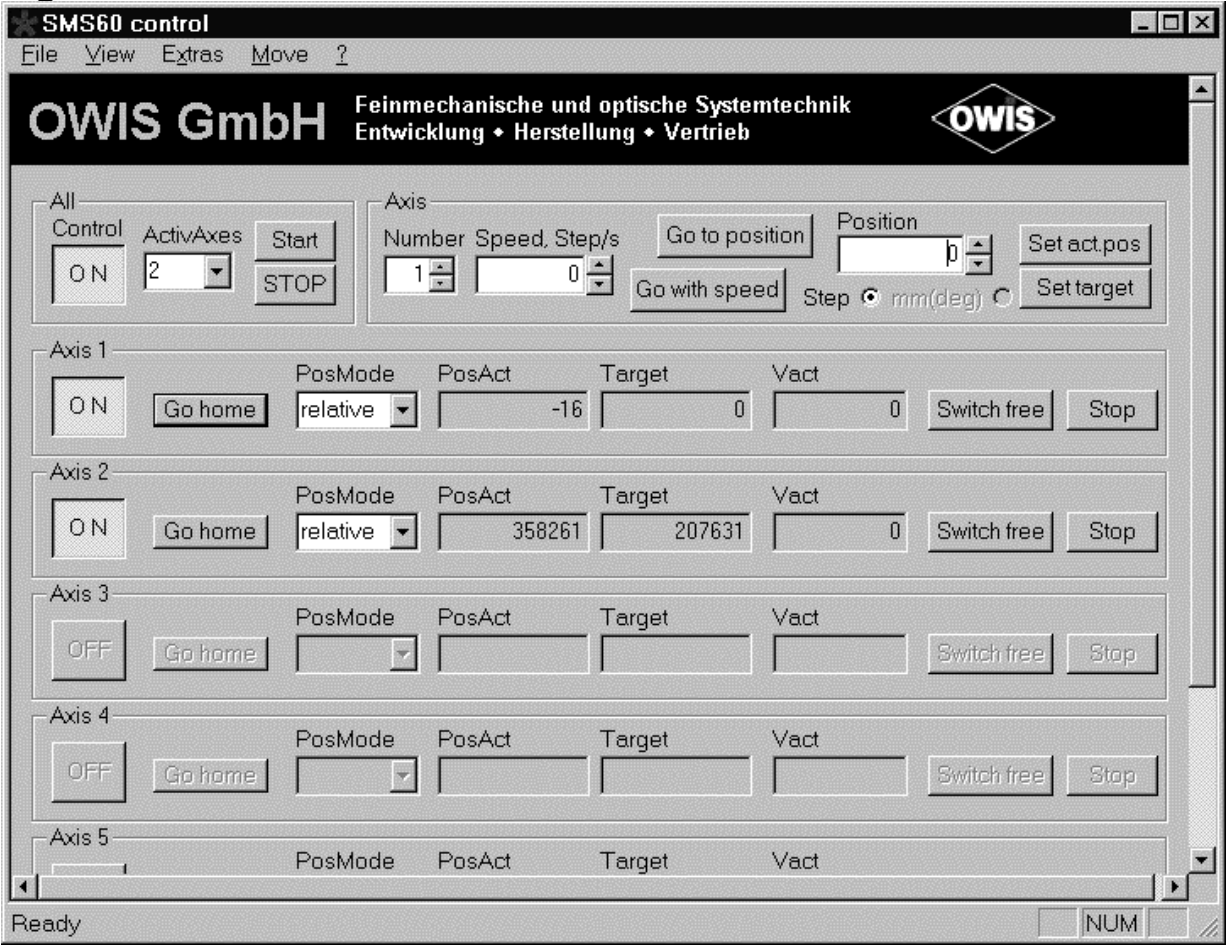 SMS60 control
File View Extras Move ?
OWIS GmbH
Feinmechanische und optische Systemtechnik
Entwicklung • Herstellung • Vertrieb
OWIS
All
Control
ON
ActivAxes
2
Start
STOP
Axis
Number
1
Speed, Step/s
0
Go to position
Go with speed
Position
0
Step mm(deg)
Set act.pos
Set target
Axis 1
PosMode PosAct Target Vact
ON Go home relative -16 0 0 Switch free Stop
Axis 2
PosMode PosAct Target Vact
ON Go home relative 358261 207631 0 Switch free Stop
Axis 3
PosMode PosAct Target Vact
OFF Go home Switch free Stop
Axis 4
PosMode PosAct Target Vact
OFF Go home Switch free Stop
Axis 5
PosMode PosAct Target Vact
Ready NUM